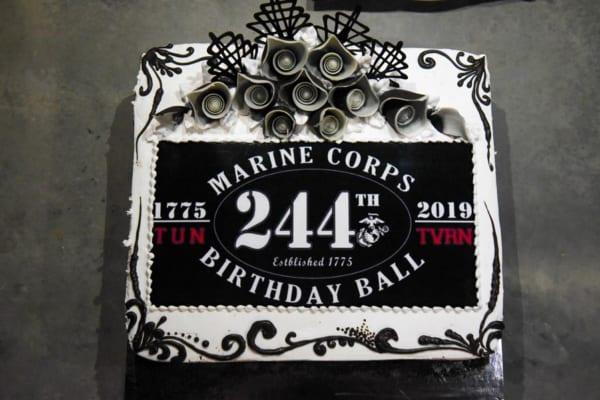 MARINE CORPS
1775
TUN
244TH
2019
TVRN
Estblished 1775
BIRTHDAY BALL